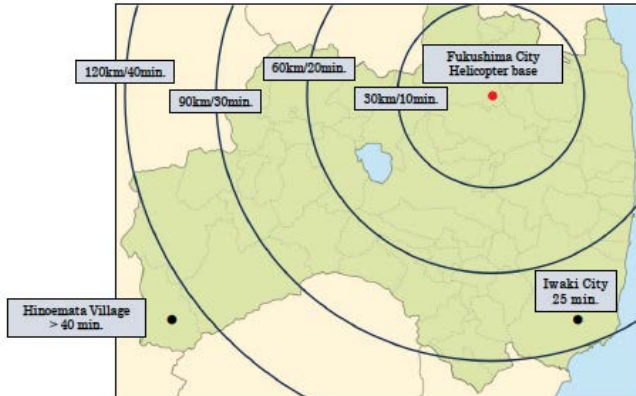 Fukushima City
Helicopter base
60km/20min.
120km/40min.
90km/30min.
30km/10min.
Iwaki City
25 min.
Hinoemata Village
> 40 min.